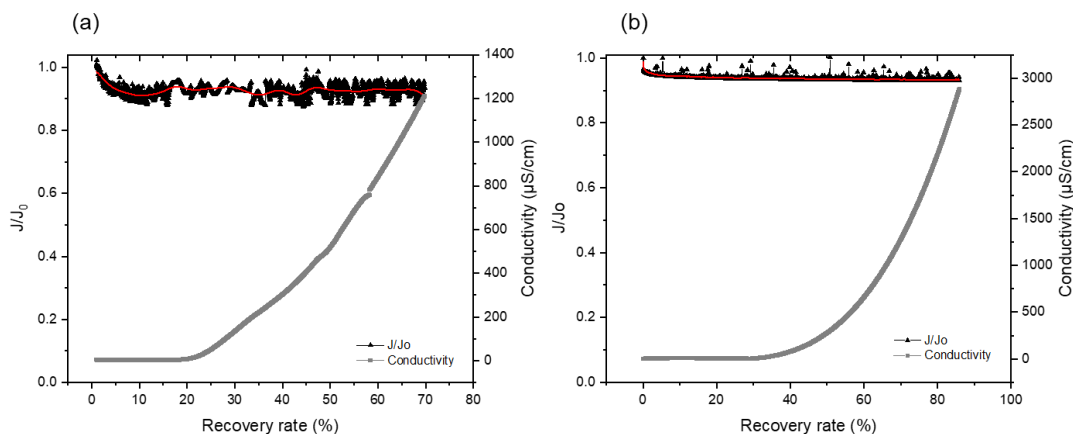 (a)
1.0
0.8
0.6
0.4
0.2
0.0
J/J₀
1400
1200
1000
800
600
400
200
0
Conductivity (µS/cm)
J/Jo
Conductivity
0 10 20 30 40 50 60 70 80
Recovery rate (%)
(b)
1.0
0.8
0.6
0.4
0.2
0.0
J/Jo
3000
2500
2000
1500
1000
500
0
Conductivity (µS/cm)
J/Jo
Conductivity
0 20 40 60 80 100
Recovery rate (%)